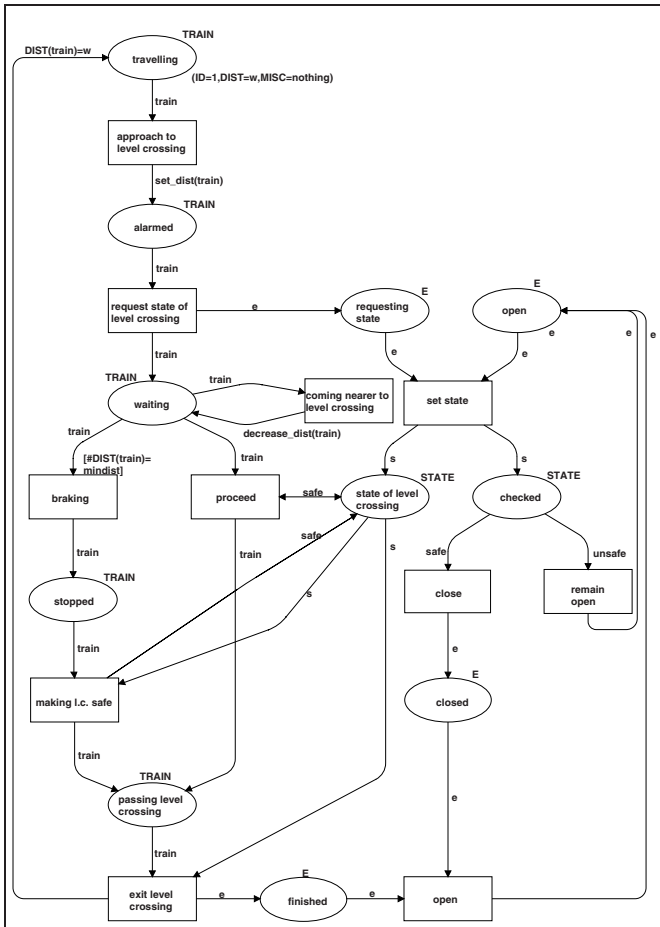 TRAIN
DIST(train)=w
travelling
(ID=1,DIST=w,MISC=nothing)
train
approach to
level crossing
set_dist(train)
TRAIN
alarmed
train
E
E
request state of
level crossing
e
requesting
state
open
train
e
e
e
e
e
TRAIN
train
waiting
coming nearer to
level crossing
set state
train
decrease_dist(train)
[#DIST(train)=
mindist]
train
s
s
STATE
STATE
braking
proceed
safe
state of level
crossing
checked
train
train
safe
s
safe
unsafe
TRAIN
stopped
close
remain
open
train
e
E
making l.c. safe
closed
train
train
TRAIN
passing level
crossing
s
e
train
E
exit level
crossing
e
finished
e
open